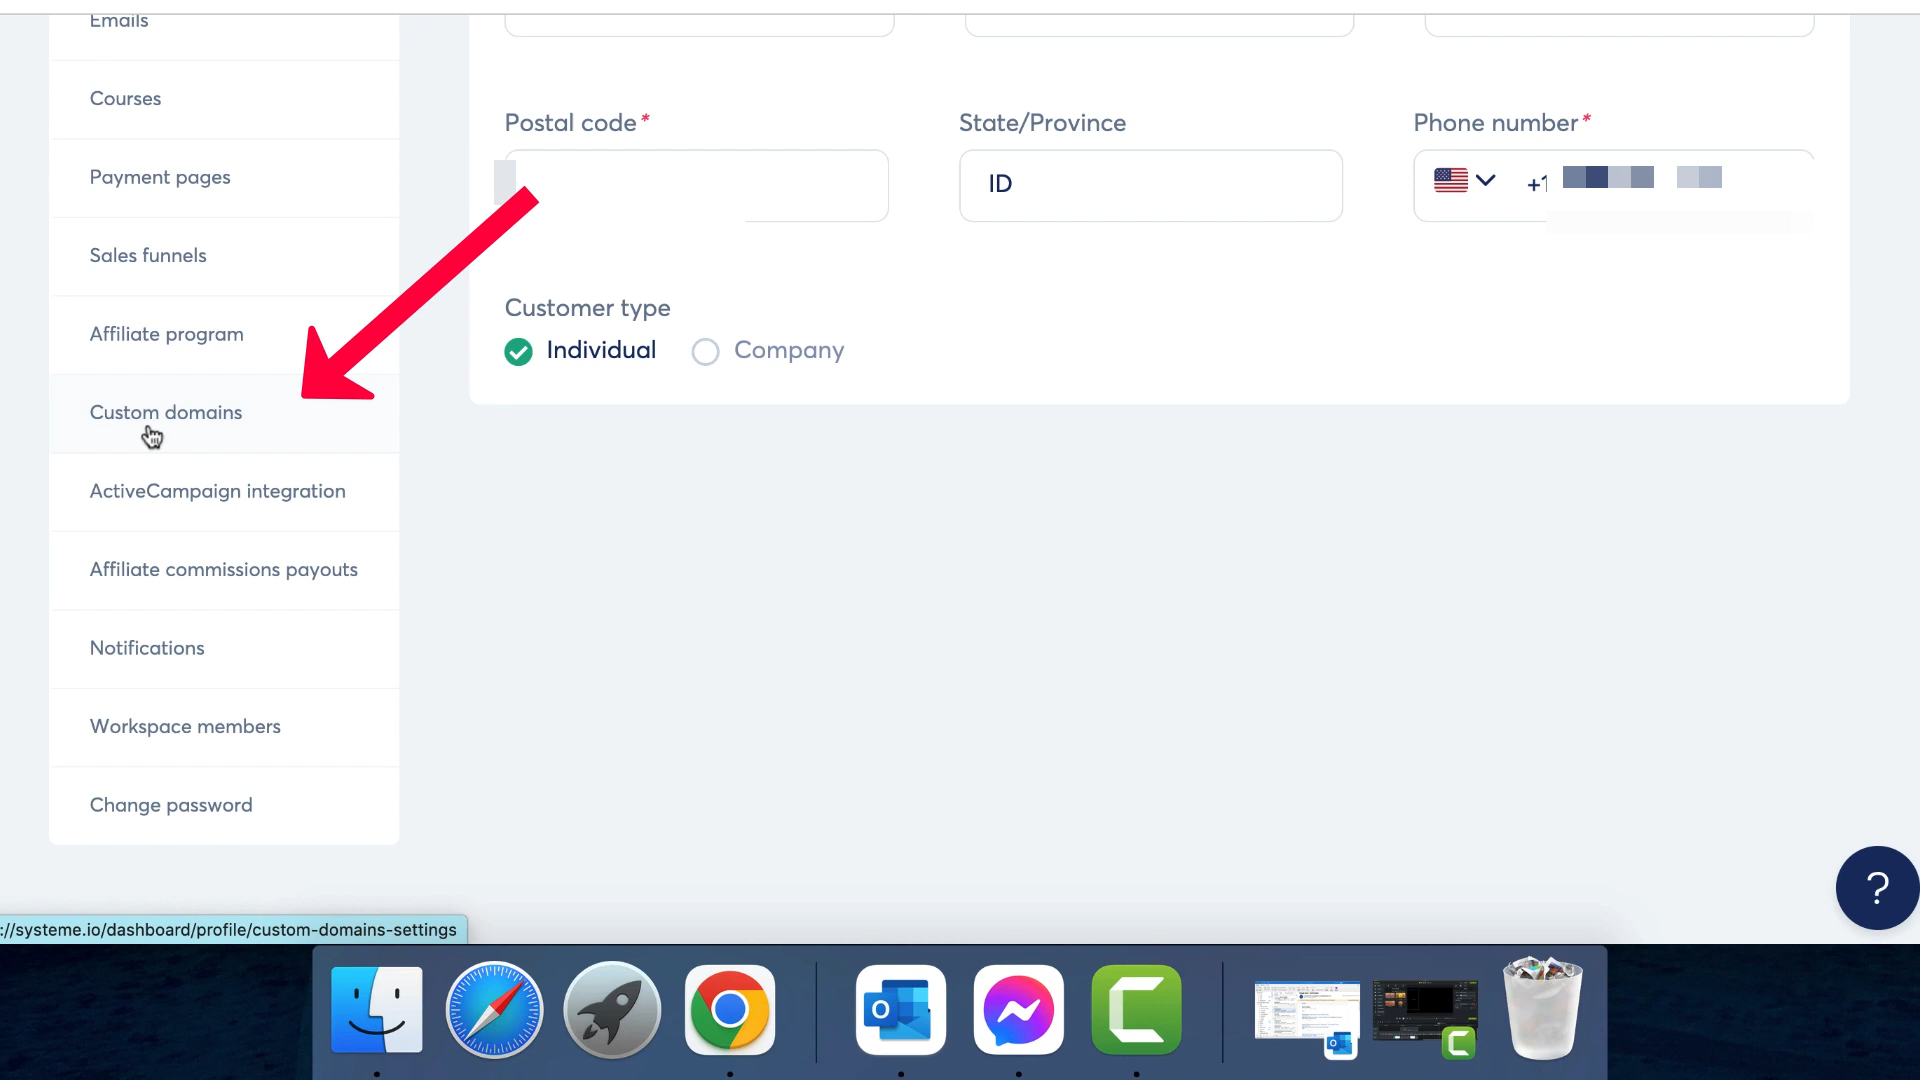 Emails
Courses
Payment pages
Sales funnels
Affiliate program
Custom domains
ActiveCampaign integration
Affiliate commissions payouts
Notifications
Workspace members
Change password
Postal code*
State/Province
Phone number*
ID
+1
Customer type
Individual
Company
?
://systeme.io/dashboard/profile/custom-domains-settings